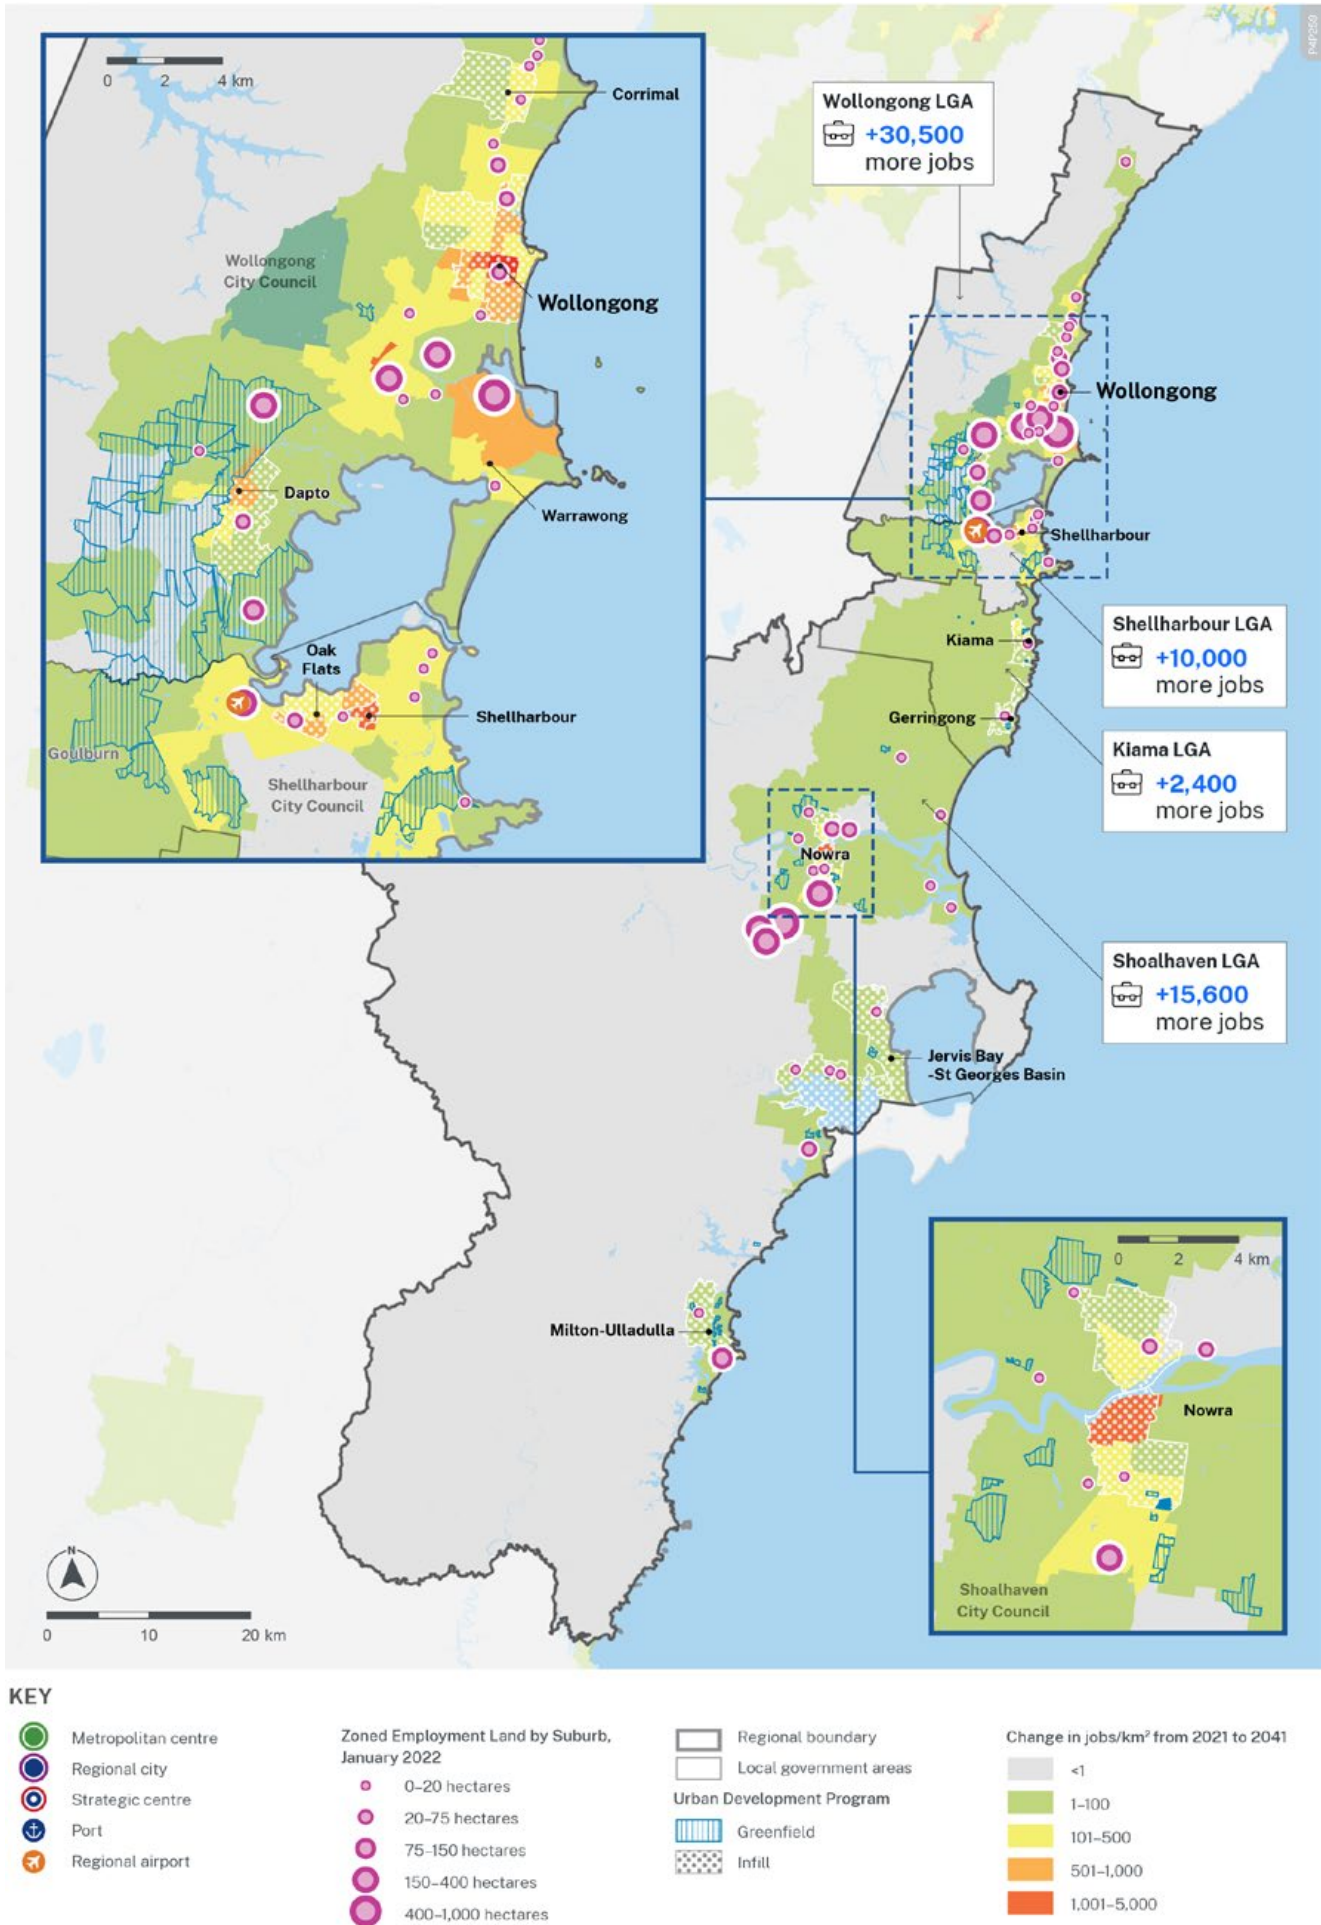 P4P259
0 2 4 km
Corrimal
Wollongong
City Council
Wollongong
Dapto
Warrawong
Oak
Flats
Shellharbour
Goulburn
Shellharbour
City Council
Wollongong LGA
+30,500
more jobs
Wollongong
Shellharbour
Shellharbour LGA
+10,000
more jobs
Kiama
Gerringong
Kiama LGA
+2,400
more jobs
Nowra
Shoalhaven LGA
+15,600
more jobs
Jervis Bay
-St Georges Basin
Milton-Ulladulla
0 2 4 km
Nowra
Shoalhaven
City Council
N
0 10 20 km
KEY
Metropolitan centre
Regional city
Strategic centre
Port
Regional airport
Zoned Employment Land by Suburb,
January 2022
0–20 hectares
20–75 hectares
75–150 hectares
150–400 hectares
400–1,000 hectares
Regional boundary
Local government areas
Urban Development Program
Greenfield
Infill
Change in jobs/km² from 2021 to 2041
<1
1–100
101–500
501–1,000
1,001–5,000